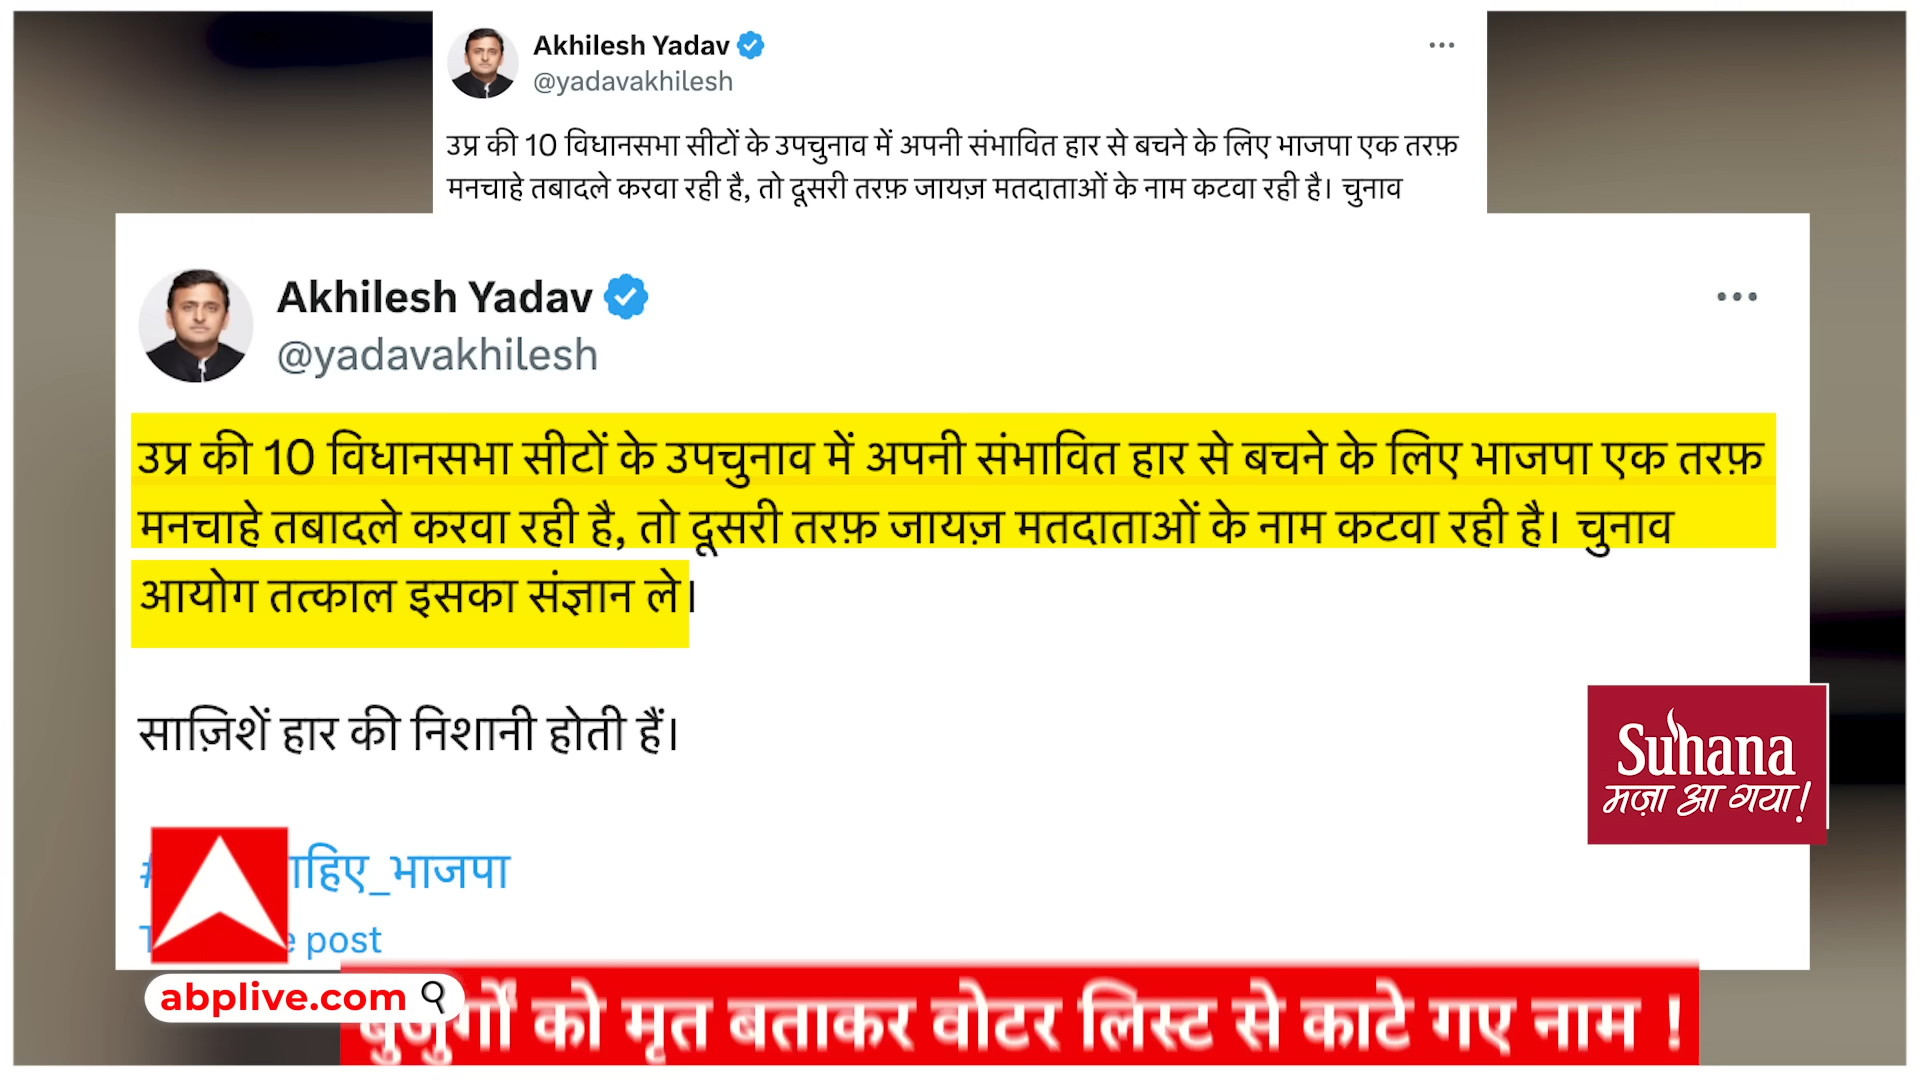 Akhilesh Yadav
@yadavakhilesh
उप्र की 10 विधानसभा सीटों के उपचुनाव में अपनी संभावित हार से बचने के लिए भाजपा एक तरफ़
मनचाहे तबादले करवा रही है, तो दूसरी तरफ़ जायज़ मतदाताओं के नाम कटवा रही है। चुनाव
Akhilesh Yadav
@yadavakhilesh
उप्र की 10 विधानसभा सीटों के उपचुनाव में अपनी संभावित हार से बचने के लिए भाजपा एक तरफ़
मनचाहे तबादले करवा रही है, तो दूसरी तरफ़ जायज़ मतदाताओं के नाम कटवा रही है। चुनाव
आयोग तत्काल इसका संज्ञान ले।
साज़िशें हार की निशानी होती हैं।
Suhana
मज़ा आ गया!
ाहिए_भाजपा
post
abplive.com
बुजुर्गों को मृत बताकर वोटर लिस्ट से काटे गए नाम !